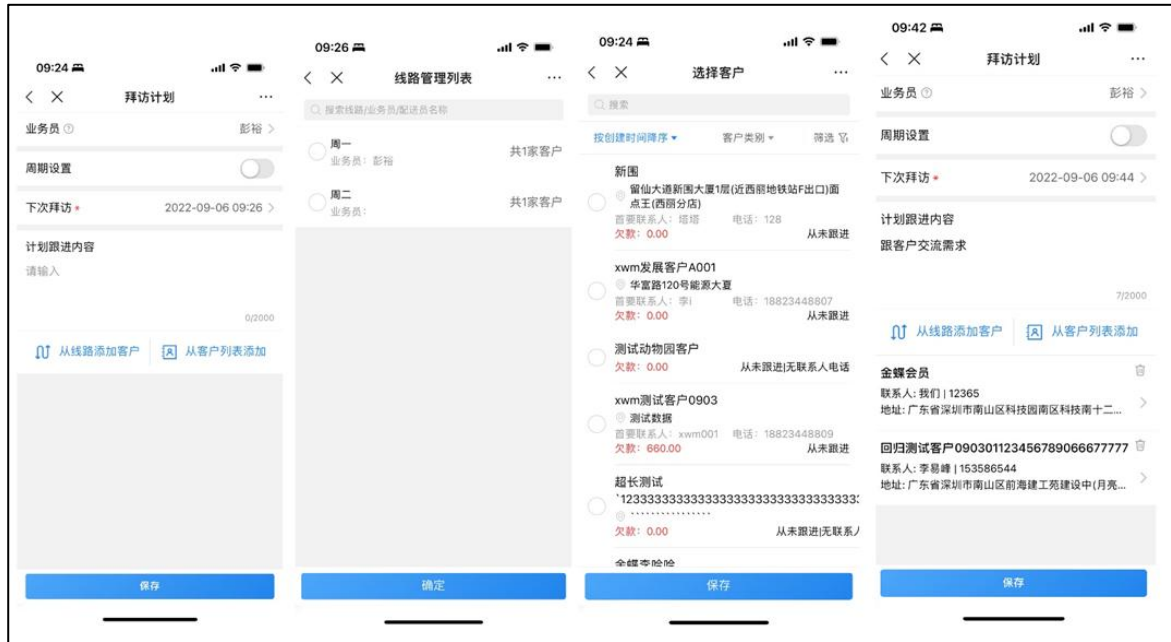 09:24
拜访计划
业务员
彭裕
周期设置
下次拜访 *
2022-09-06 09:26
计划跟进内容
请输入
0/2000
从线路添加客户
从客户列表添加
保存
09:26
线路管理列表
搜索线路/业务员/配送员名称
周一
业务员：彭裕
共1家客户
周二
业务员：
共1家客户
确定
09:24
选择客户
搜索
按创建时间降序
客户类别
筛选
新围
留仙大道新围大厦1层(近西丽地铁站F出口)面
点王(西丽分店)
首要联系人：塔塔 电话：128
欠款：0.00 从未跟进
xwm发展客户A001
华富路120号能源大夏
首要联系人：李i 电话：18823448807
欠款：0.00 从未跟进
测试动物园客户
欠款：0.00 从未跟进|无联系人电话
xwm测试客户0903
测试数据
首要联系人：xwm001 电话：18823448809
欠款：660.00 从未跟进
超长测试
欠款：0.00 从未跟进|无联系
金蝶李哈哈
保存
09:42
拜访计划
业务员
彭裕
周期设置
下次拜访 *
2022-09-06 09:44
计划跟进内容
跟客户交流需求
7/2000
从线路添加客户
从客户列表添加
金蝶会员
联系人: 我们 | 12365
地址: 广东省深圳市南山区科技园南区科技南十二...
回归测试客户090301123456789066677777
联系人: 李易峰 | 153586544
地址: 广东省深圳市南山区前海建工苑建设中(月亮...
保存